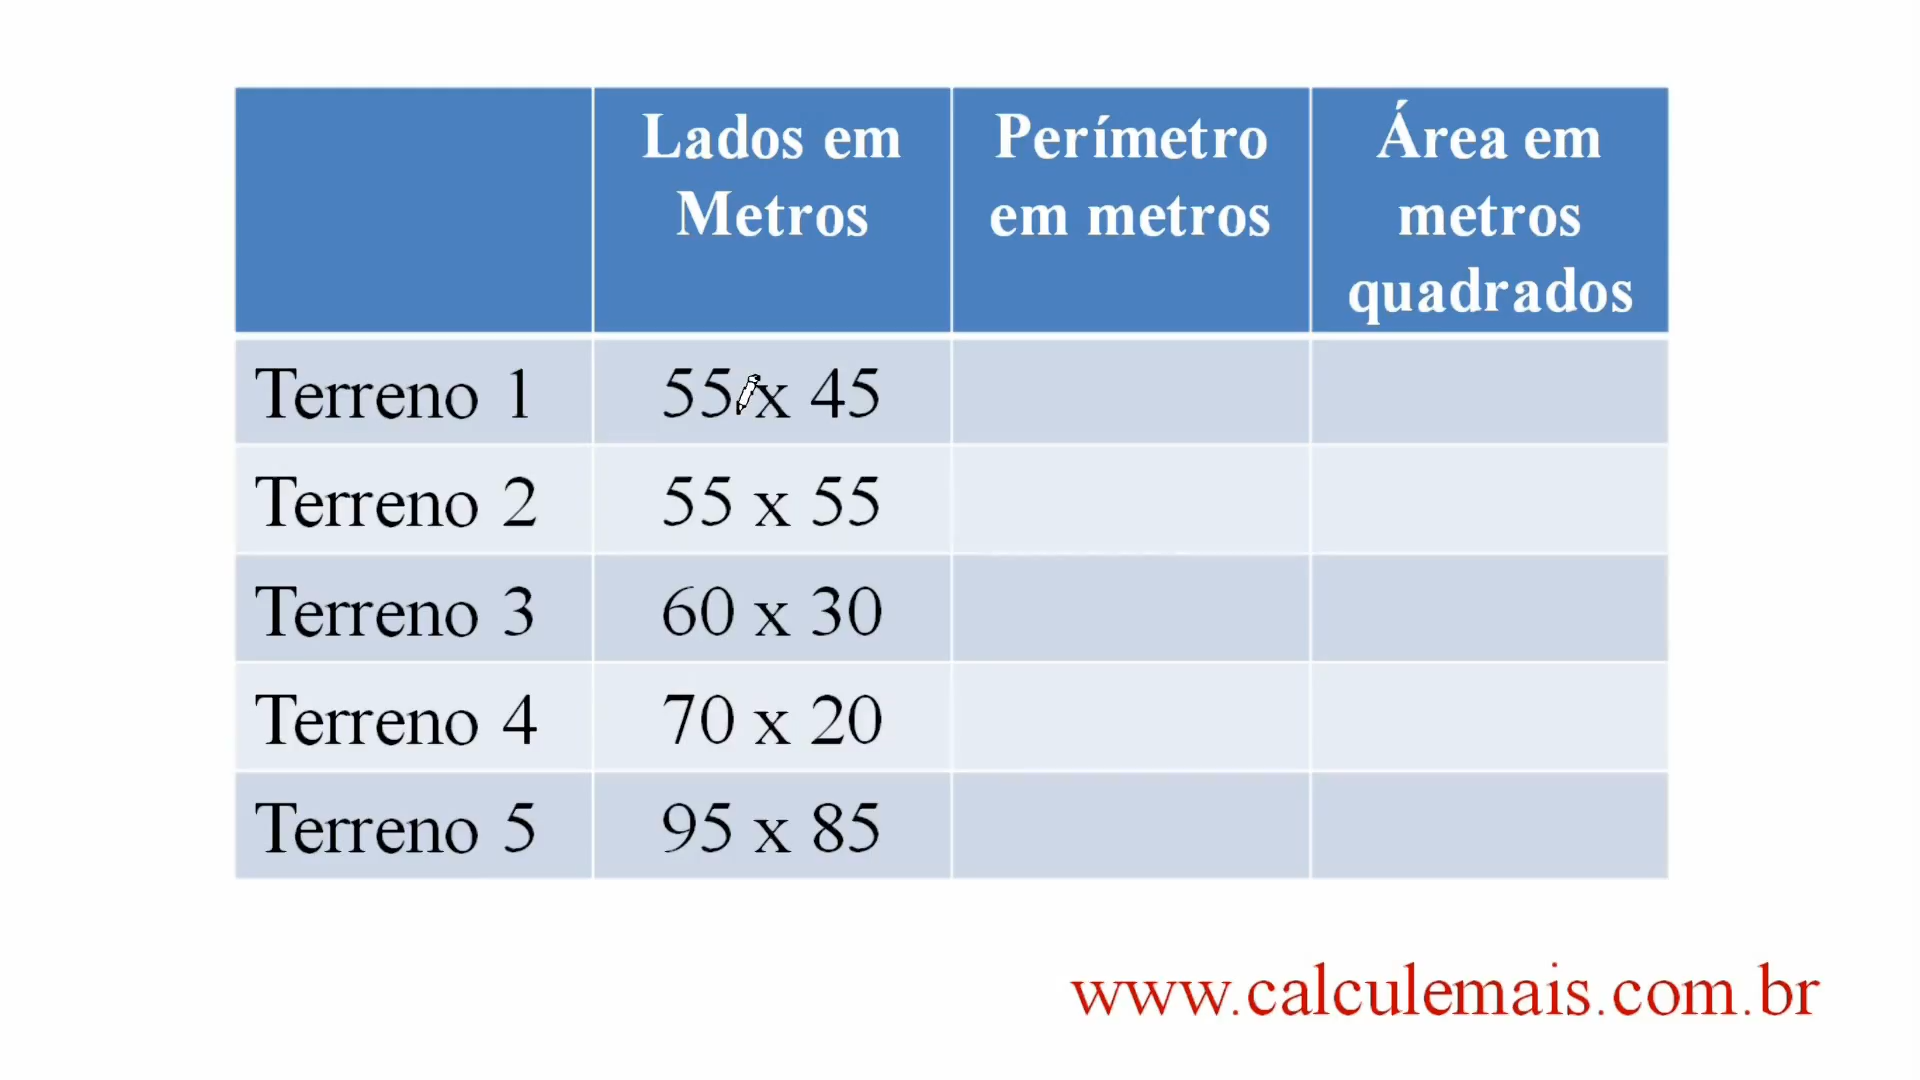 Lados em
Metros
Perímetro
em metros
Área em
metros
quadrados
Terreno 1
55 x 45
Terreno 2
55 x 55
Terreno 3
60 x 30
Terreno 4
70 x 20
Terreno 5
95 x 85
www.calculemais.com.br